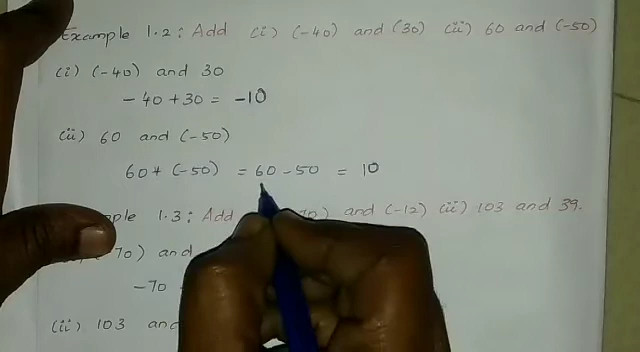 Example 1.2: Add (i) (-40) and (30) (ii) 60 and (-50)
(i) (-40) and 30
-40+30 = -10
(ii) 60 and (-50)
60+(-50) = 60-50 = 10
1.3: Add and (-12) (ii) 103 and 39.
and
-70
(ii) 103 and